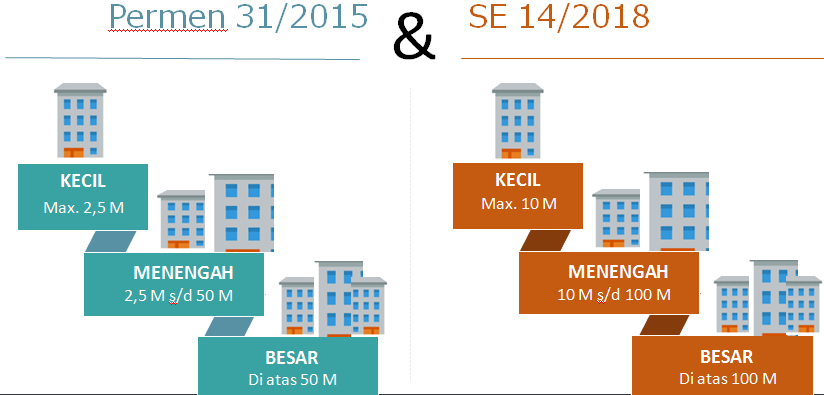 Permen 31/2015
&
SE 14/2018
KECIL
Max. 2,5 M
MENENGAH
2,5 M s/d 50 M
BESAR
Di atas 50 M
KECIL
Max. 10 M
MENENGAH
10 M s/d 100 M
BESAR
Di atas 100 M